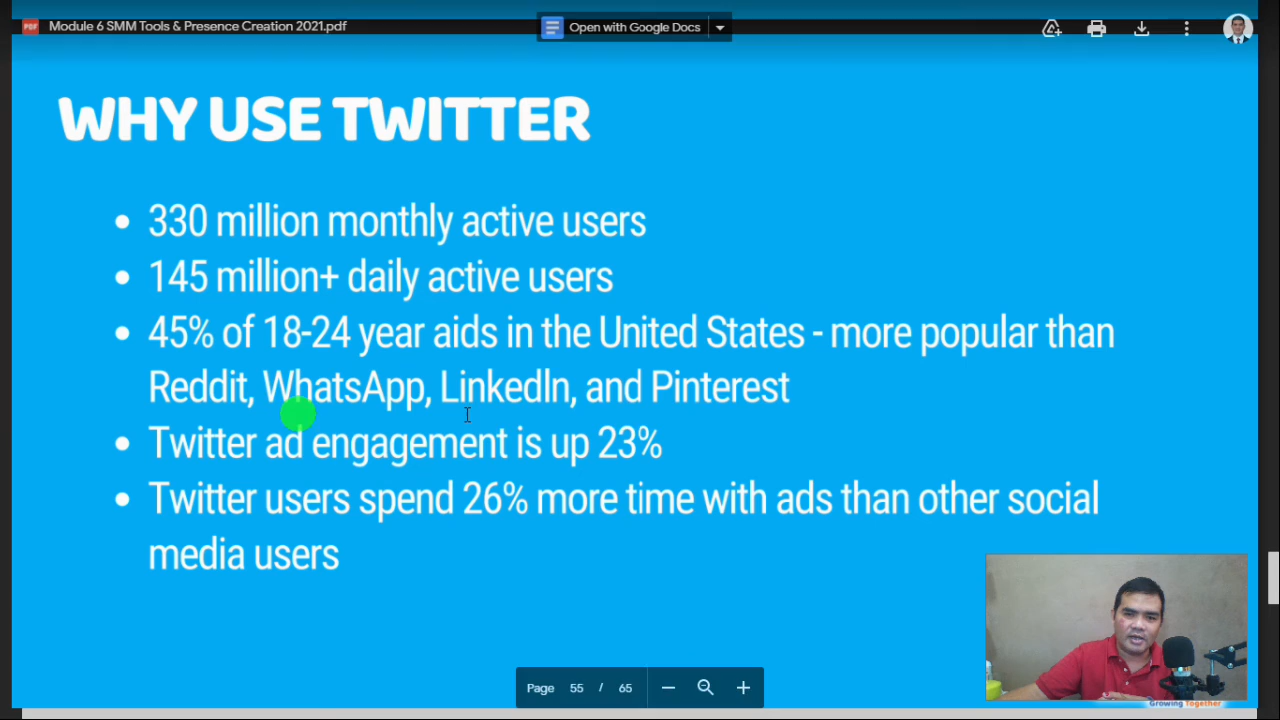 Module 6 SMM Tools & Presence Creation 2021.pdf
Open with Google Docs
WHY USE TWITTER
• 330 million monthly active users
• 145 million+ daily active users
• 45% of 18-24 year aids in the United States - more popular than
Reddit, WhatsApp, LinkedIn, and Pinterest
• Twitter ad engagement is up 23%
• Twitter users spend 26% more time with ads than other social
media users
Page 55 / 65
Growing Together